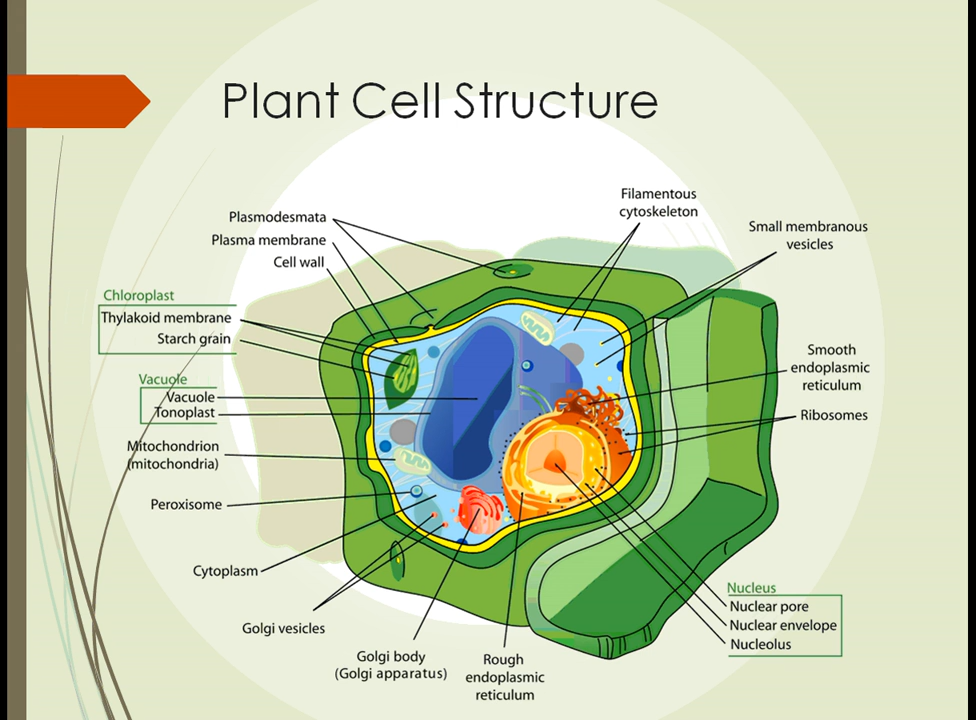 Plant Cell Structure
Filamentous
cytoskeleton
Small membranous
vesicles
Plasmodesmata
Plasma membrane
Cell wall
Chloroplast
Thylakoid membrane
Starch grain
Vacuole
Vacuole
Tonoplast
Mitochondrion
(mitochondria)
Peroxisome
Cytoplasm
Golgi vesicles
Golgi body
(Golgi apparatus)
Rough
endoplasmic
reticulum
Smooth
endoplasmic
reticulum
Ribosomes
Nucleus
Nuclear pore
Nuclear envelope
Nucleolus